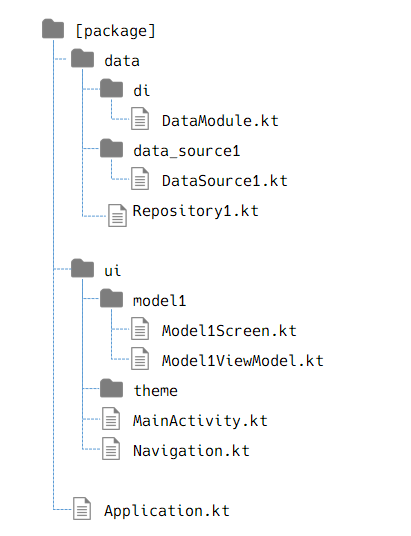 [package]
data
di
DataModule.kt
data_source1
DataSource1.kt
Repository1.kt
ui
model1
Model1Screen.kt
Model1ViewModel.kt
theme
MainActivity.kt
Navigation.kt
Application.kt